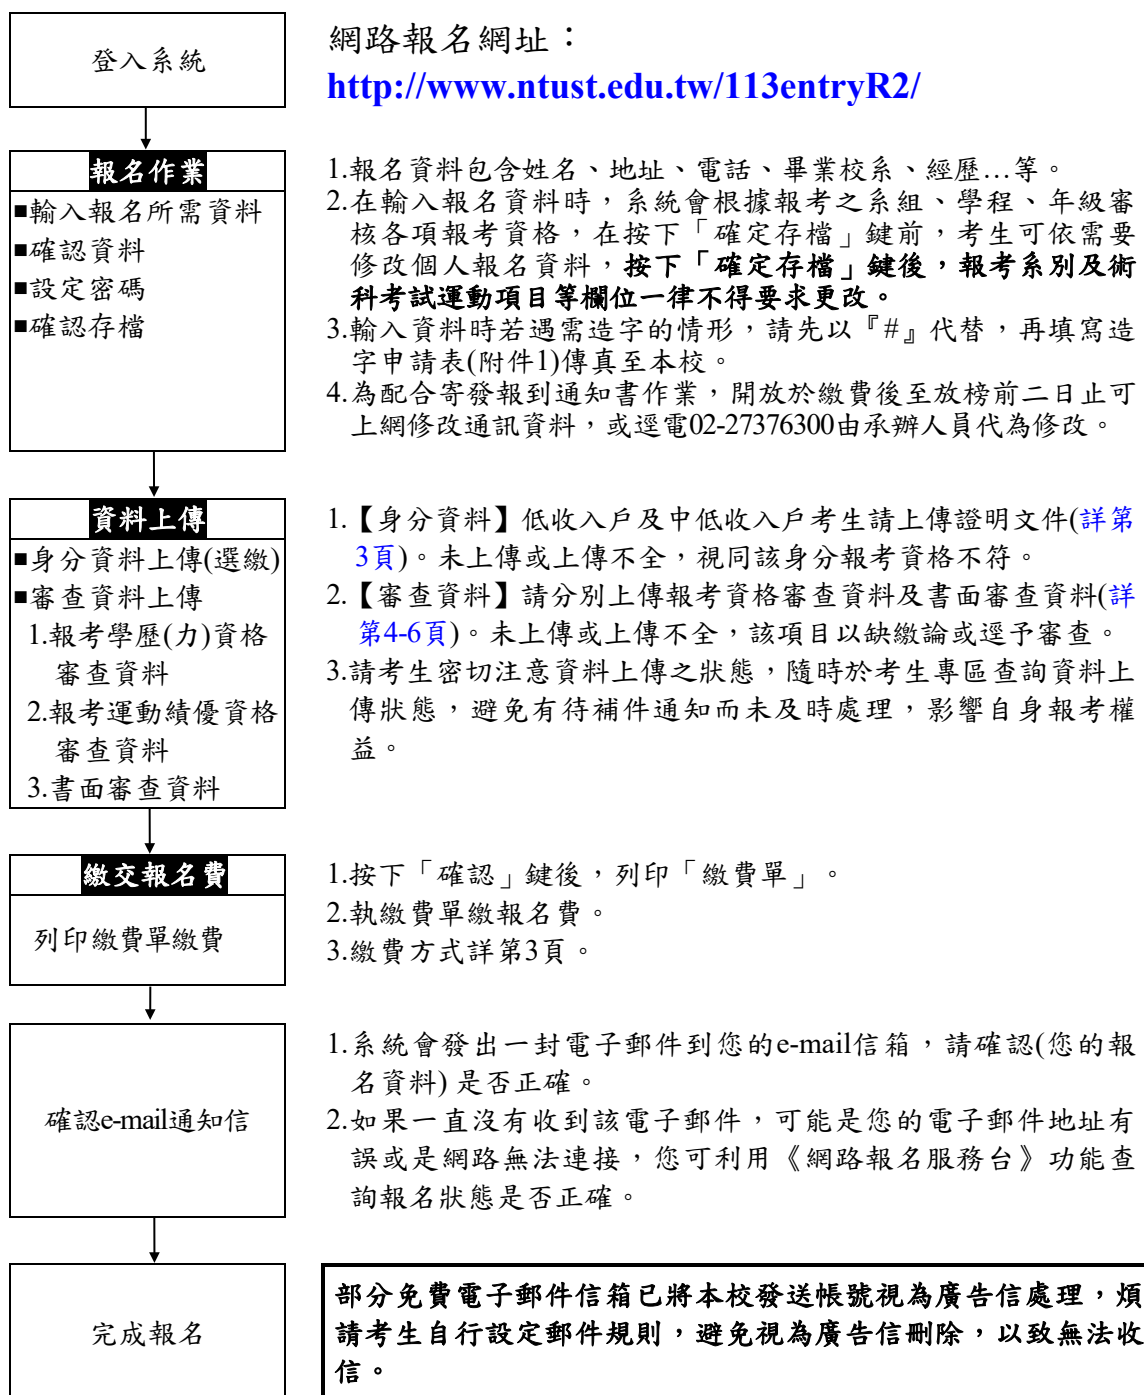 登入系統
網路報名網址：
http://www.ntust.edu.tw/113entryR2/
報名作業
■輸入報名所需資料
■確認資料
■設定密碼
■確認存檔
1.報名資料包含姓名、地址、電話、畢業校系、經歷…等。
2.在輸入報名資料時，系統會根據報考之系組、學程、年級審
核各項報考資格，在按下「確定存檔」鍵前，考生可依需要
修改個人報名資料，按下「確定存檔」鍵後，報考系別及術
科考試運動項目等欄位一律不得要求更改。
3.輸入資料時若遇需造字的情形，請先以『#』代替，再填寫造
字申請表(附件1)傳真至本校。
4.為配合寄發報到通知書作業，開放於繳費後至放榜前二日止可
上網修改通訊資料，或逕電02-27376300由承辦人員代為修改。
資料上傳
■身分資料上傳(選繳)
■審查資料上傳
1.報考學歷(力)資格
審查資料
2.報考運動績優資格
審查資料
3.書面審查資料
1.【身分資料】低收入戶及中低收入戶考生請上傳證明文件(詳第
3頁)。未上傳或上傳不全，視同該身分報考資格不符。
2.【審查資料】請分別上傳報考資格審查資料及書面審查資料(詳
第4-6頁)。未上傳或上傳不全，該項目以缺繳論或逕予審查。
3.請考生密切注意資料上傳之狀態，隨時於考生專區查詢資料上
傳狀態，避免有待補件通知而未及時處理，影響自身報考權
益。
繳交報名費
列印繳費單繳費
1.按下「確認」鍵後，列印「繳費單」。
2.執繳費單繳報名費。
3.繳費方式詳第3頁。
確認e-mail通知信
1.系統會發出一封電子郵件到您的e-mail信箱，請確認(您的報
名資料) 是否正確。
2.如果一直沒有收到該電子郵件，可能是您的電子郵件地址有
誤或是網路無法連接，您可利用《網路報名服務台》功能查
詢報名狀態是否正確。
完成報名
部分免費電子郵件信箱已將本校發送帳號視為廣告信處理，煩
請考生自行設定郵件規則，避免視為廣告信刪除，以致無法收
信。